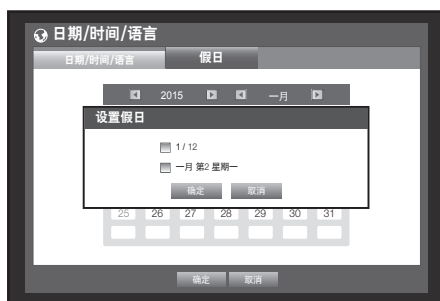 日期/时间/语言
日期/时间/语言 假日
2015 一月
设置假日
1 / 12
一月 第2 星期一
确定 取消
25 26 27 28 29 30 31
确定 取消